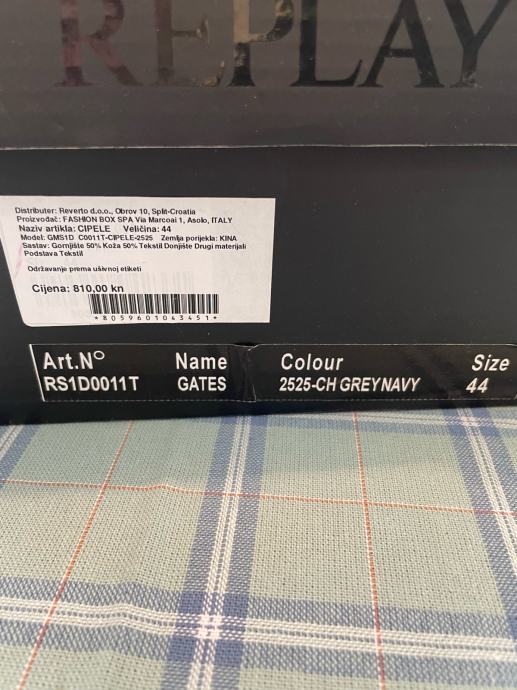 REPLAY
Distributer: Reverto d.o.o., Obrov 10, Split-Croatia
Proizvođač: FASHION BOX SPA Via Marcoai 1, Asolo, ITALY
Naziv artikla: CIPELE Veličina: 44
Model: GMS1D C0011T-CIPELE-2525 Zemlja porijekla: KINA
Sastav: Gornjište 50% Koža 50% Tekstil Donjište Drugi materijali
Podstava Tekstil
Održavanje prema ušivnoj etiketi
Cijena: 810,00 kn
*8059601043451*
Art.N° Name Colour Size
RS1D0011T GATES 2525-CH GREYNAVY 44